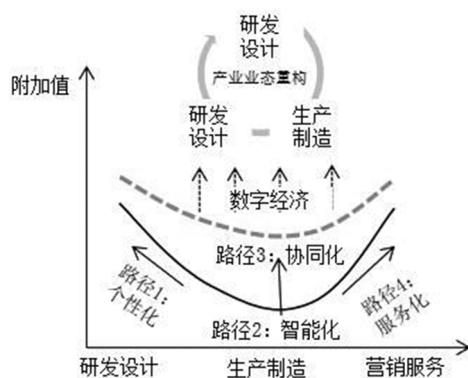 研发
设计
产业业态重构
附加值
研发
设计
生产
制造
数字经济
路径3：协同化
路径1：
个性化
路径4：
服务化
路径2：智能化
研发设计
生产制造
营销服务